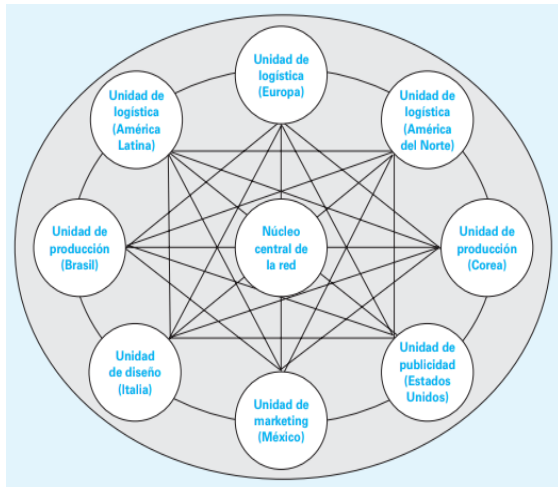 Unidad de
logística
(Europa)
Unidad de
logística
(América
Latina)
Unidad de
logística
(América
del Norte)
Unidad de
producción
(Brasil)
Núcleo
central de
la red
Unidad de
producción
(Corea)
Unidad
de diseño
(Italia)
Unidad de
publicidad
(Estados
Unidos)
Unidad de
marketing
(México)